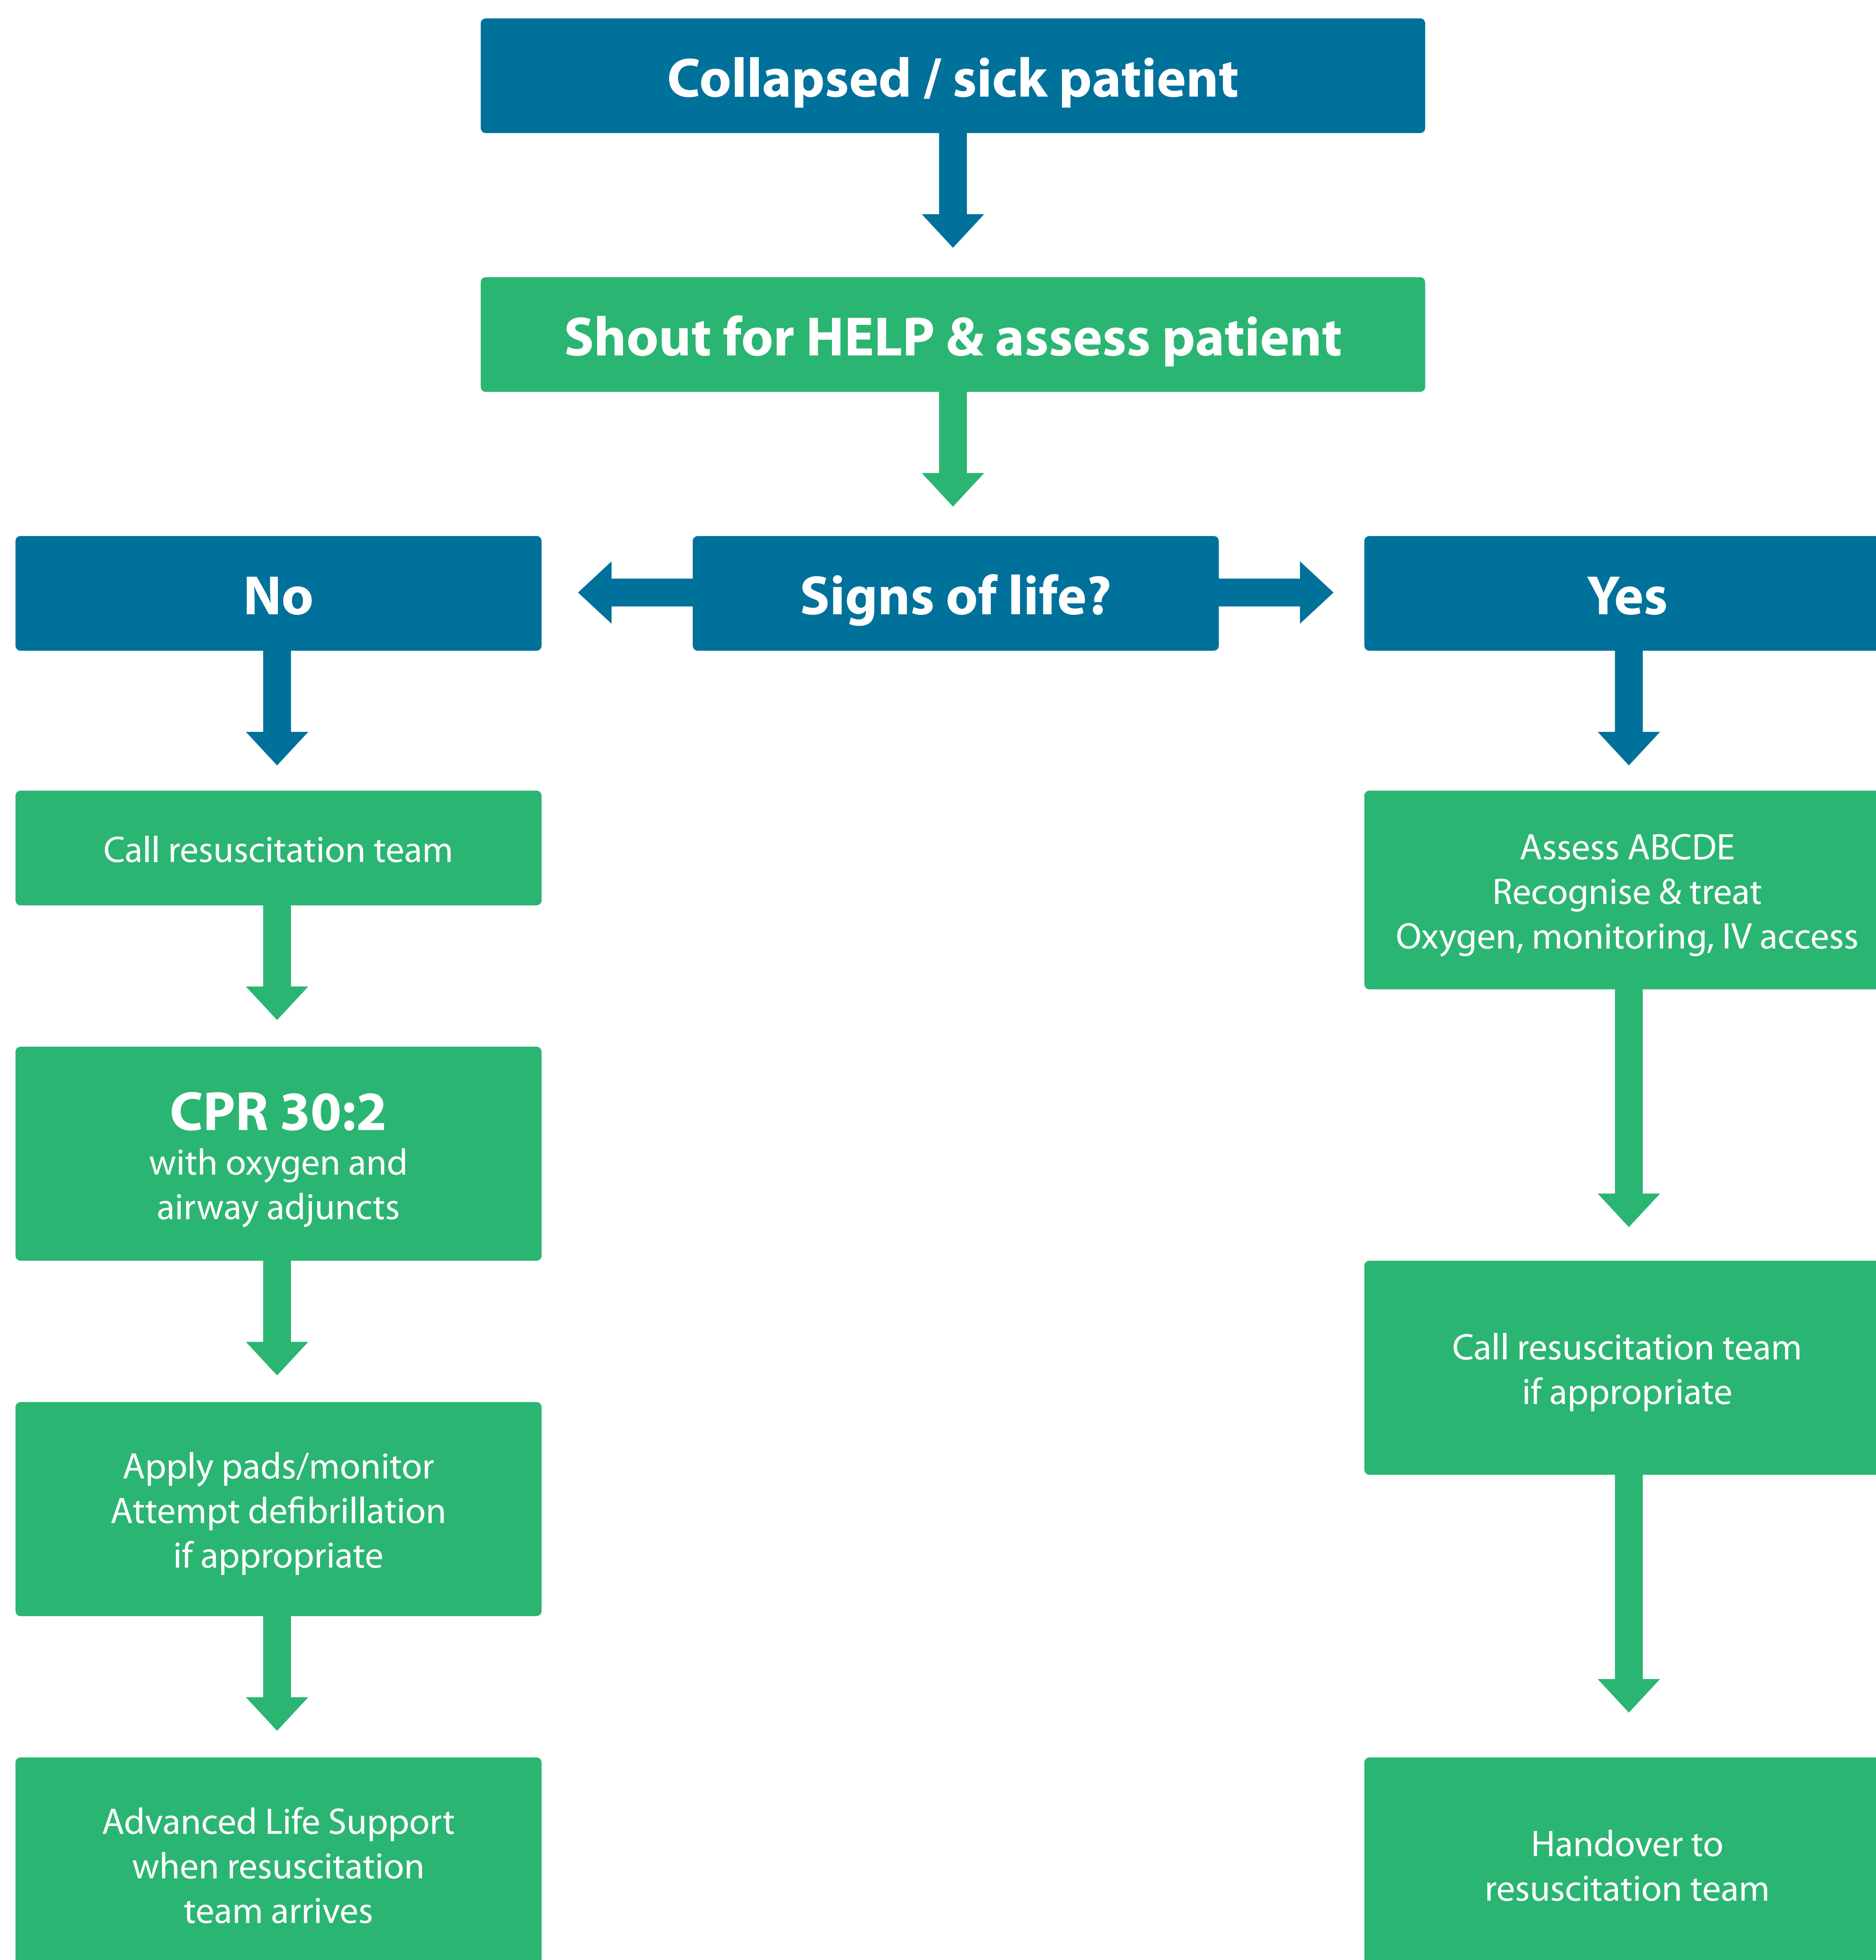 Collapsed / sick patient
Shout for HELP & assess patient
No
Signs of life?
Yes
Call resuscitation team
CPR 30:2
with oxygen and
airway adjuncts
Apply pads/monitor
Attempt defibrillation
if appropriate
Advanced Life Support
when resuscitation
team arrives
Assess ABCDE
Recognise & treat
Oxygen, monitoring, IV access
Call resuscitation team
if appropriate
Handover to
resuscitation team